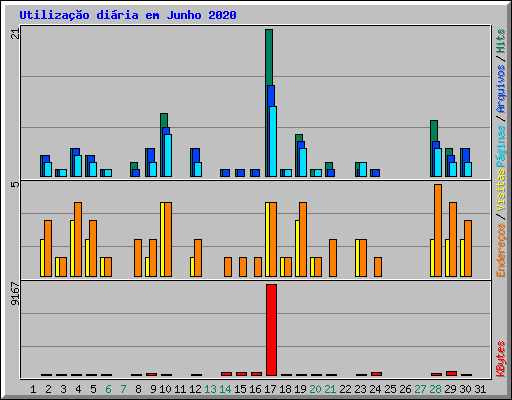 Utilização diária em Junho 2020
21
5
9167
Endereços / Visitas Páginas / Arquivos / Hits
KBytes
1 2 3 4 5 6 7 8 9 10 11 12 13 14 15 16 17 18 19 20 21 22 23 24 25 26 27 28 29 30 31